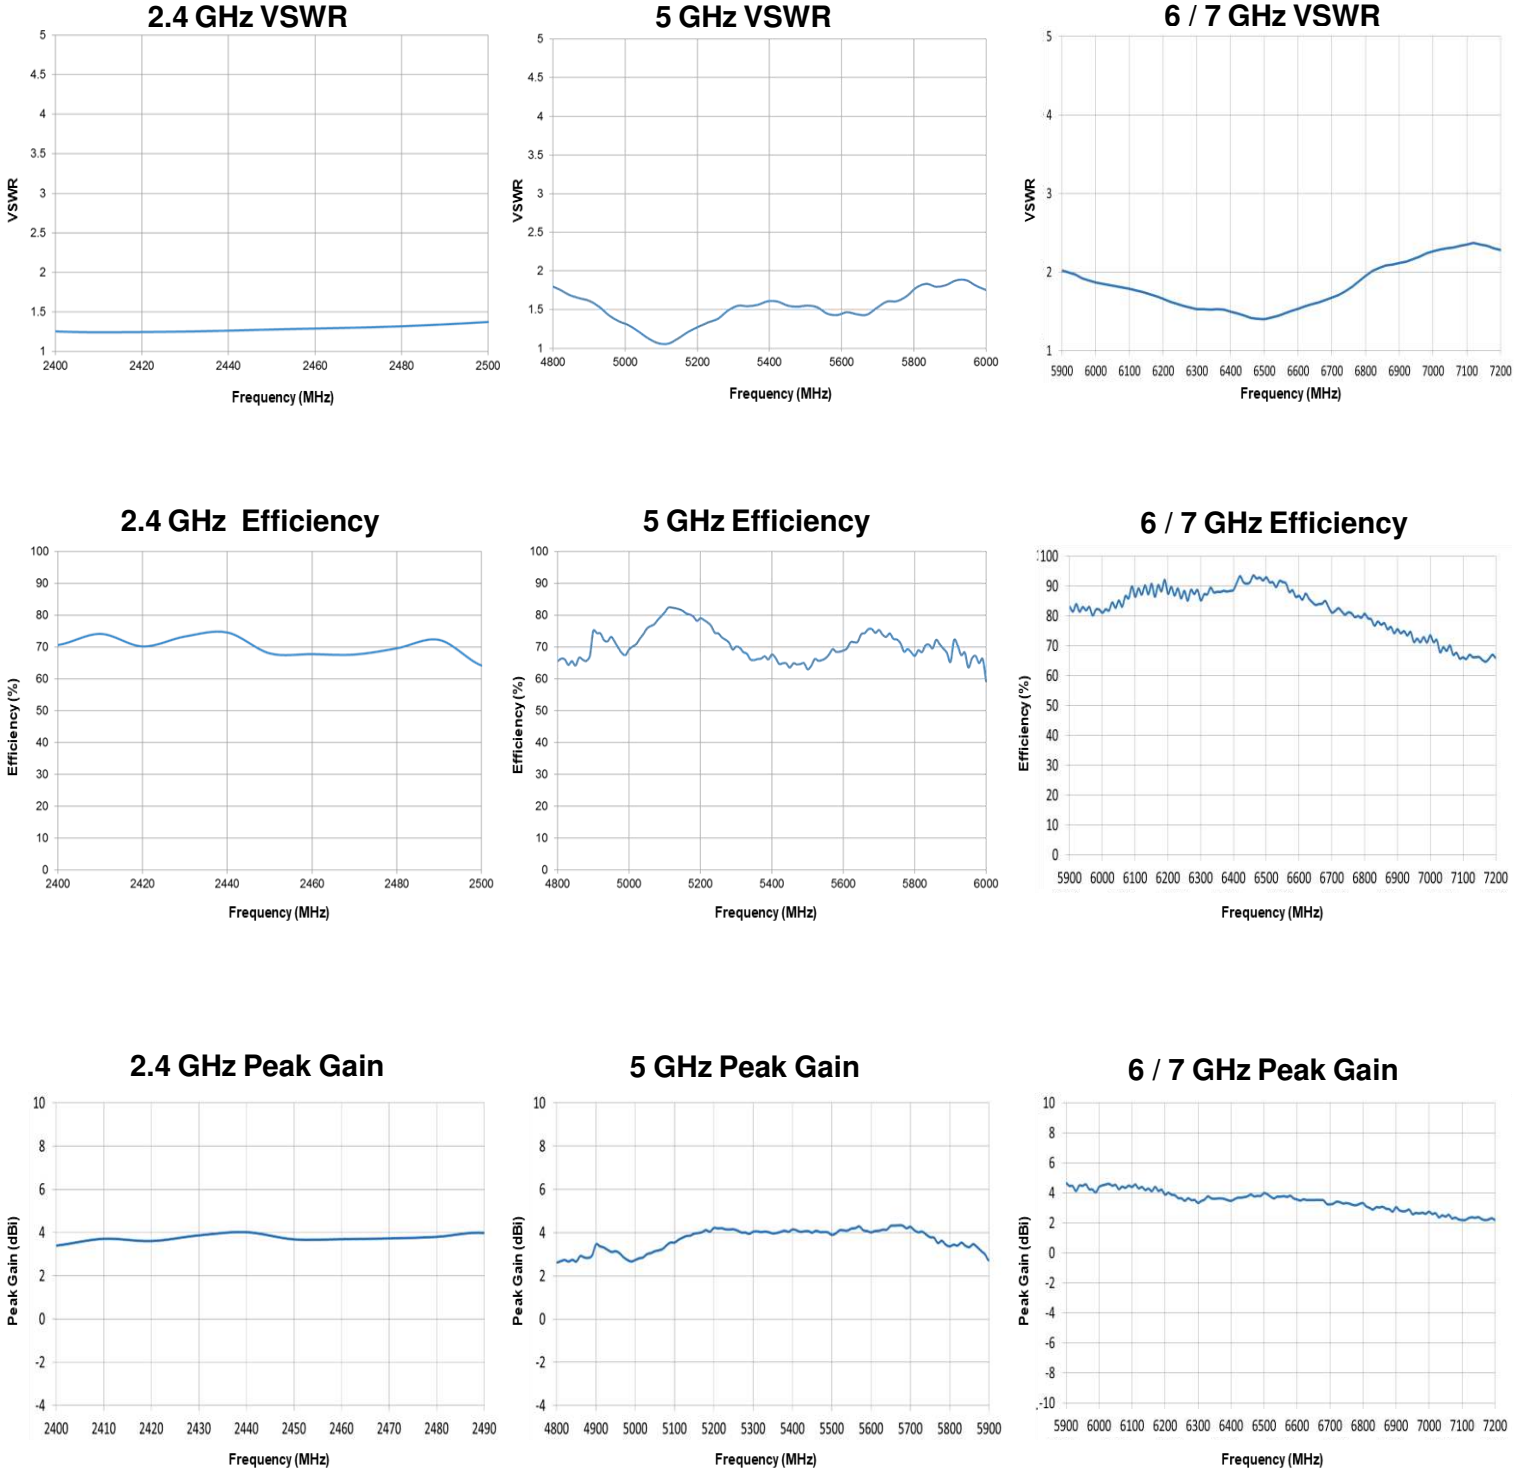 2.4 GHz VSWR
5
4.5
4
3.5
3
2.5
2
1.5
1
VSWR
2400 2420 2440 2460 2480 2500
Frequency (MHz)
5 GHz VSWR
5
4.5
4
3.5
3
2.5
2
1.5
1
VSWR
4800 5000 5200 5400 5600 5800 6000
Frequency (MHz)
6 / 7 GHz VSWR
5
4
3
2
1
VSWR
5900 6000 6100 6200 6300 6400 6500 6600 6700 6800 6900 7000 7100 7200
Frequency (MHz)
2.4 GHz Efficiency
100
90
80
70
60
50
40
30
20
10
0
Efficiency (%)
2400 2420 2440 2460 2480 2500
Frequency (MHz)
5 GHz Efficiency
100
90
80
70
60
50
40
30
20
10
0
Efficiency (%)
4800 5000 5200 5400 5600 5800 6000
Frequency (MHz)
6 / 7 GHz Efficiency
100
90
80
70
60
50
40
30
20
10
0
Efficiency (%)
5900 6000 6100 6200 6300 6400 6500 6600 6700 6800 6900 7000 7100 7200
Frequency (MHz)
2.4 GHz Peak Gain
10
8
6
4
2
0
-2
-4
Peak Gain (dBi)
2400 2410 2420 2430 2440 2450 2460 2470 2480 2490
Frequency (MHz)
5 GHz Peak Gain
10
8
6
4
2
0
-2
-4
Peak Gain (dBi)
4800 4900 5000 5100 5200 5300 5400 5500 5600 5700 5800 5900
Frequency (MHz)
6 / 7 GHz Peak Gain
10
8
6
4
2
0
-2
-4
-6
-8
-10
Peak Gain (dBi)
5900 6000 6100 6200 6300 6400 6500 6600 6700 6800 6900 7000 7100 7200
Frequency (MHz)